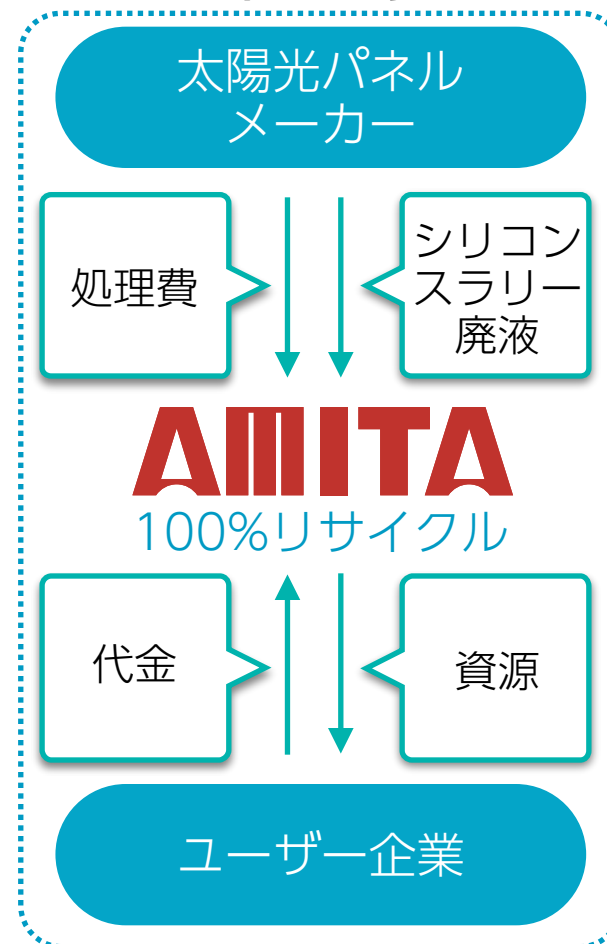 太陽光パネル
メーカー
処理費
シリコン
スラリー
廃液
AMITA
100%リサイクル
代金
資源
ユーザー企業